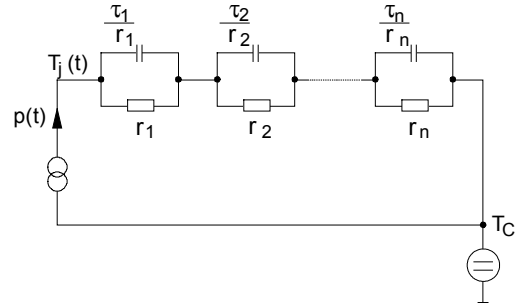 τ1 τ2 τn
r1 r2 rn
Tj (t)
r1 r2 rn
p(t)
TC